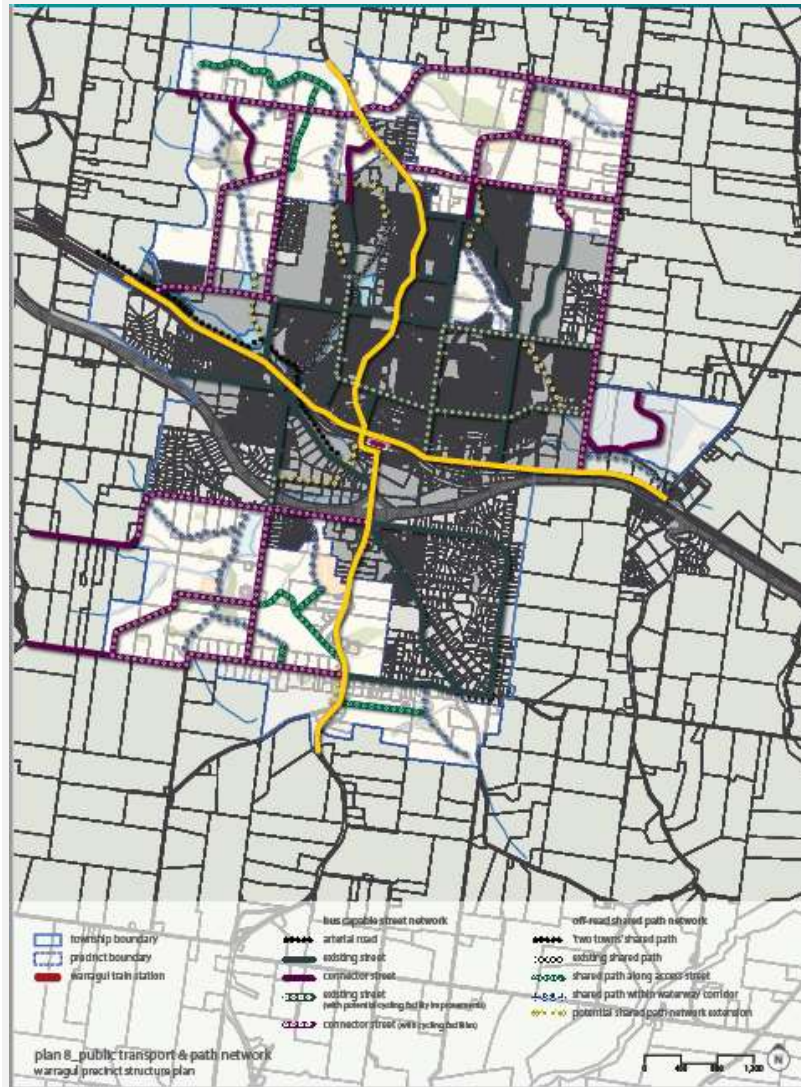 township boundary
precinct boundary
warragul train station
bus capable street network
arterial road
existing street
connector street
existing street
(with potential cycling facility improvements)
connector street (with cycling facilities)
off-road shared path network
'two towns' shared path
existing shared path
shared path along access street
shared path within waterway corridor
potential shared path network extension
plan 8_public transport & path network
warragul precinct structure plan
0 400 800 1,200
N